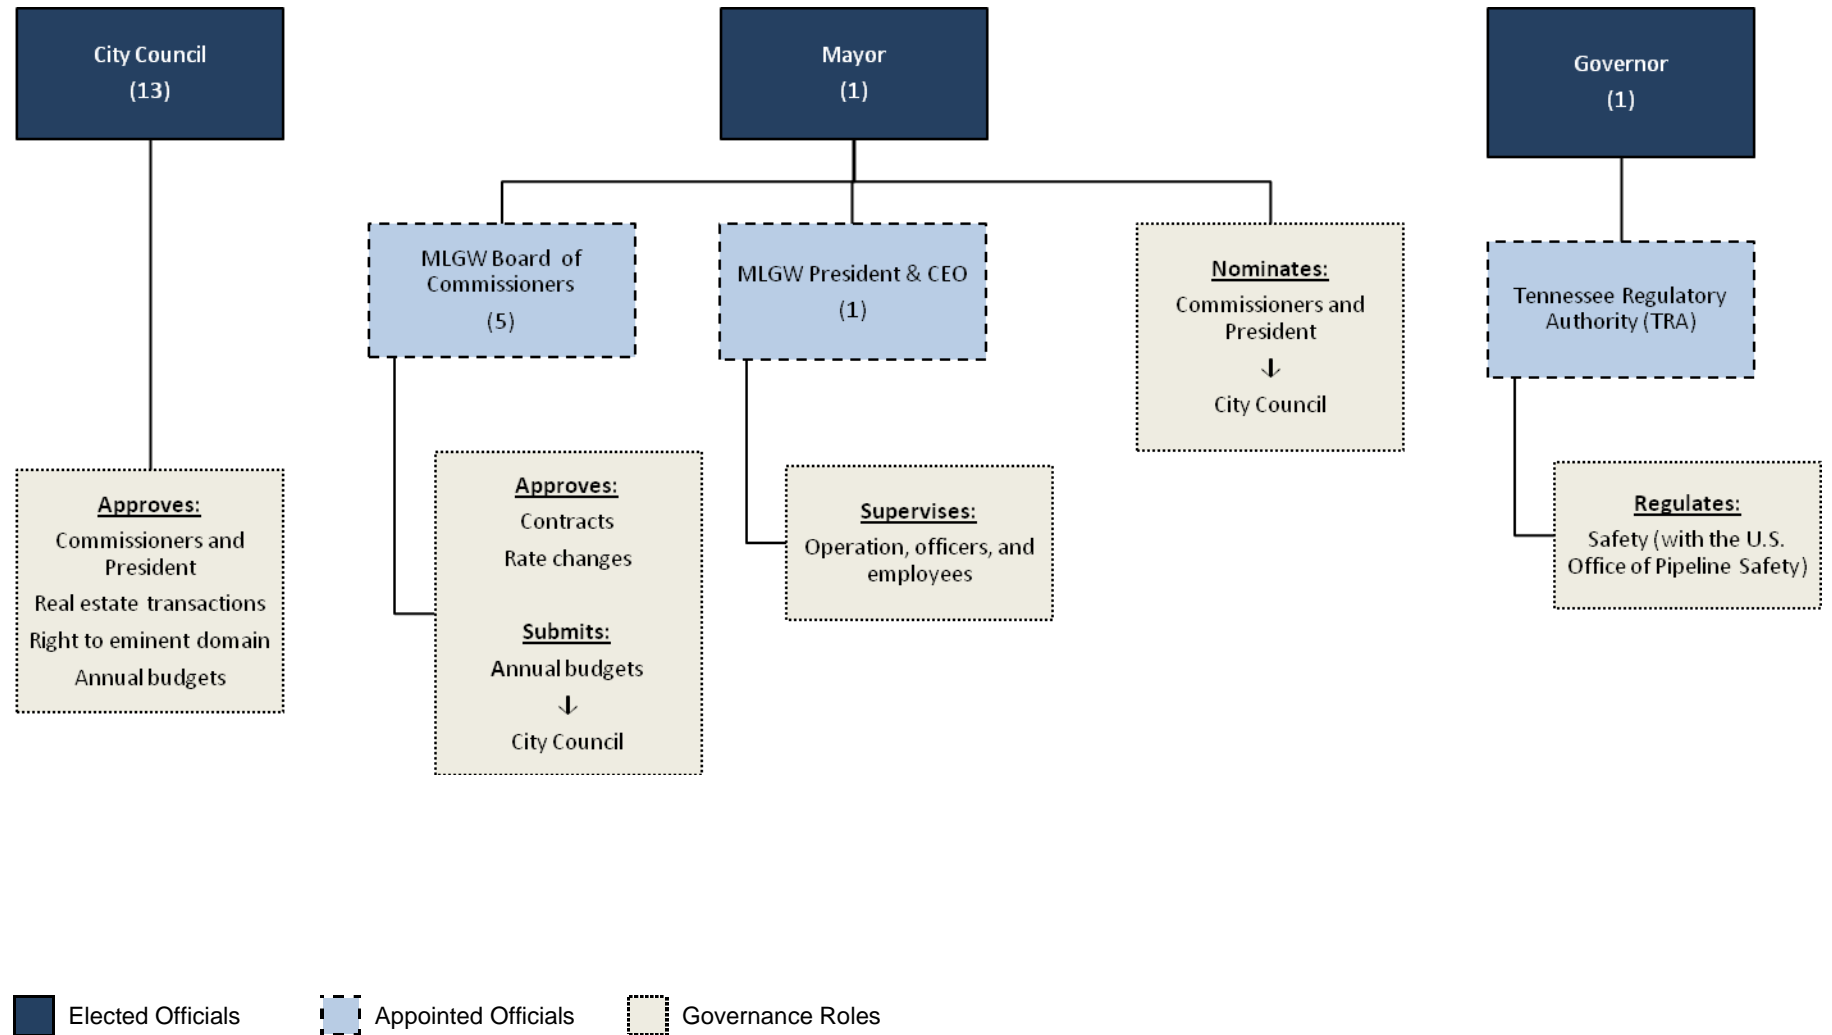 City Council
(13)
Approves:
Commissioners and
President
Real estate transactions
Right to eminent domain
Annual budgets
Mayor
(1)
MLGW Board of
Commissioners
(5)
Approves:
Contracts
Rate changes
Submits:
Annual budgets
↓
City Council
MLGW President & CEO
(1)
Supervises:
Operation, officers, and
employees
Nominates:
Commissioners and
President
↓
City Council
Governor
(1)
Tennessee Regulatory
Authority (TRA)
Regulates:
Safety (with the U.S.
Office of Pipeline Safety)
Elected Officials
Appointed Officials
Governance Roles